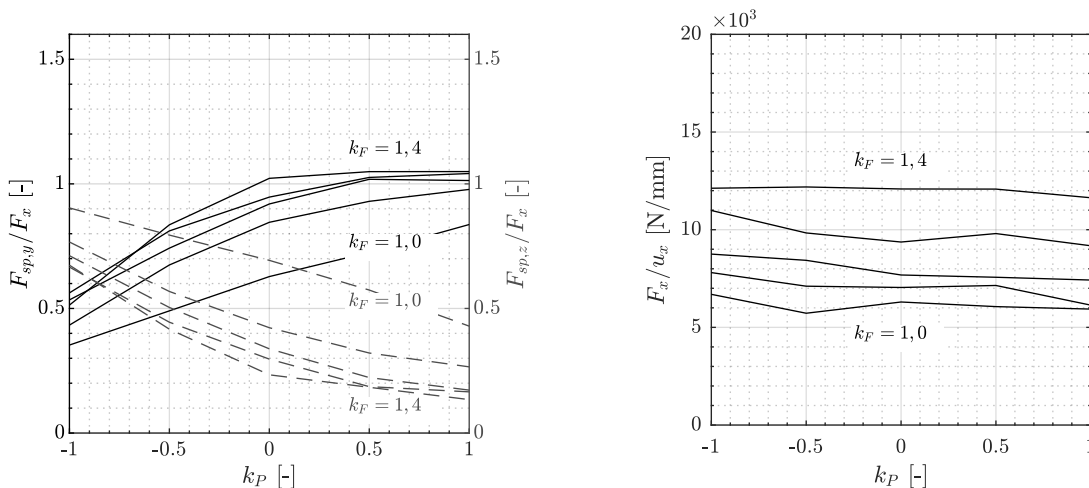 1.5
1
0.5
0
F_{sp,y}/F_x [-]
k_F = 1,4
k_F = 1,0
k_F = 1,0
k_F = 1,4
1.5
1
0.5
0
F_{sp,z}/F_x [-]
-1 -0.5 0 0.5 1
k_P [-]
×10³
20
15
10
5
0
F_x/u_x [N/mm]
k_F = 1,4
k_F = 1,0
-1 -0.5 0 0.5 1
k_P [-]